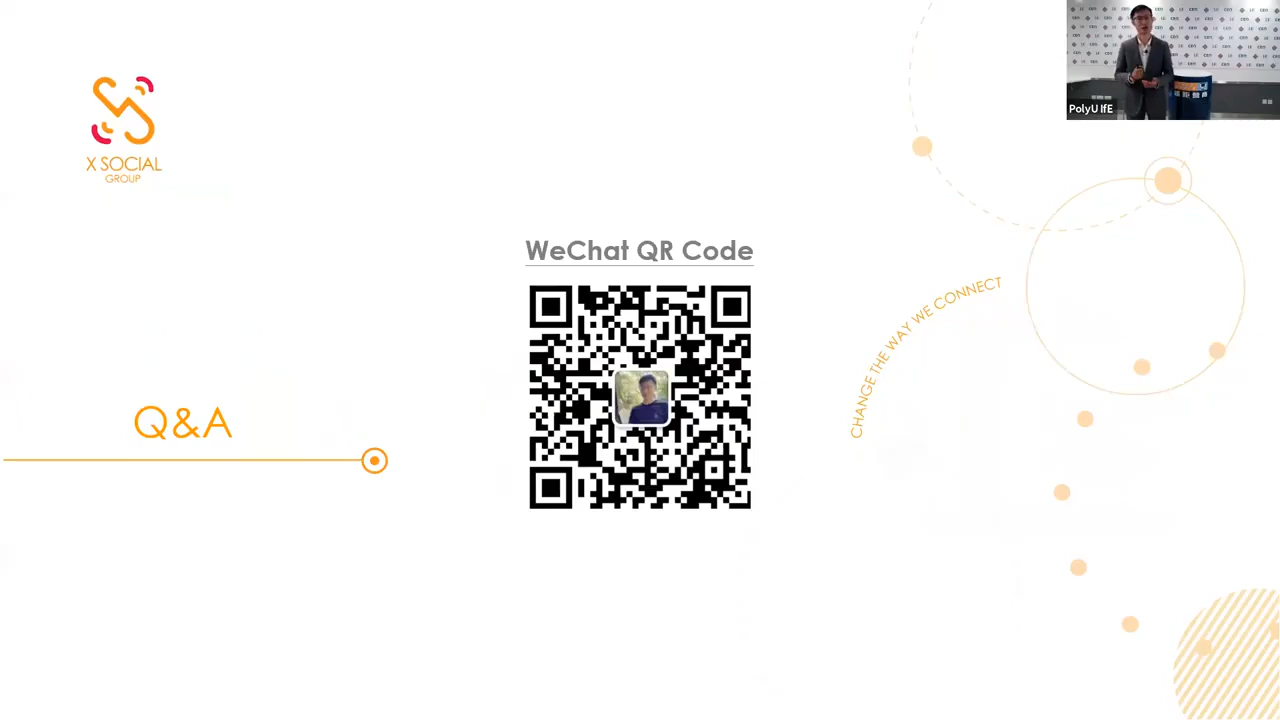 X SOCIAL
GROUP
PolyU IfE
WeChat QR Code
CHANGE THE WAY WE CONNECT
Q&A